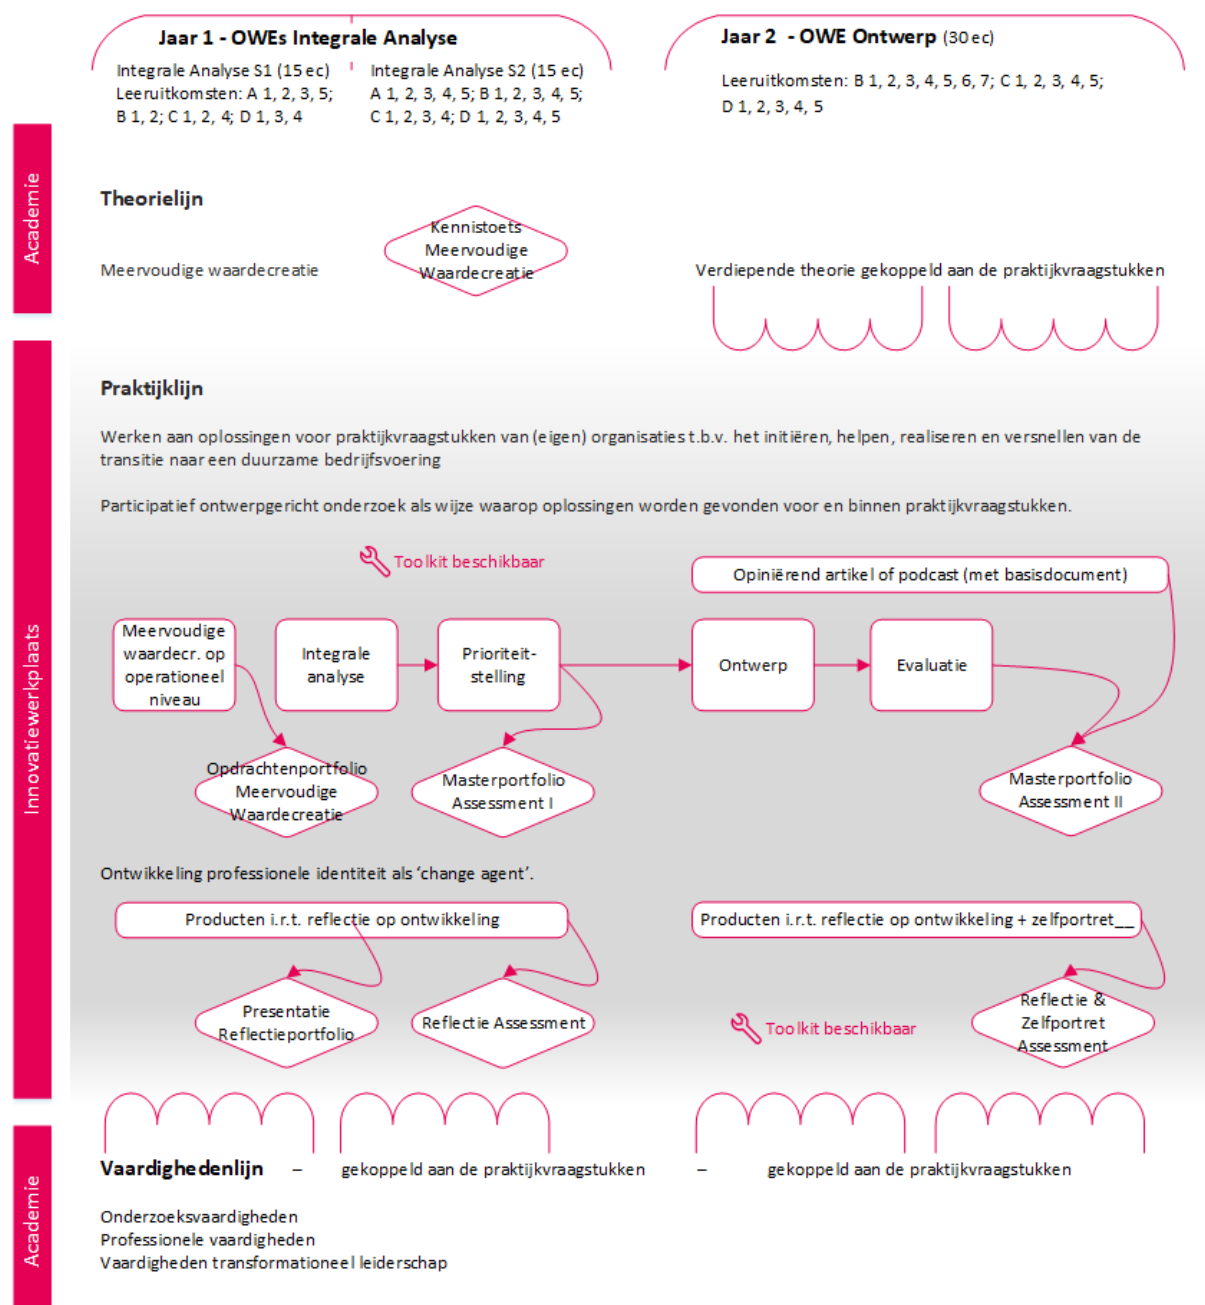 Jaar 1 - OWEs Integrale Analyse
Integrale Analyse S1 (15 ec)
Leeruitkomsten: A 1, 2, 3, 5;
B 1, 2; C 1, 2, 4; D 1, 3, 4
Integrale Analyse S2 (15 ec)
A 1, 2, 3, 4, 5; B 1, 2, 3, 4, 5;
C 1, 2, 3, 4; D 1, 2, 3, 4, 5
Jaar 2 - OWE Ontwerp (30 ec)
Leeruitkomsten: B 1, 2, 3, 4, 5, 6, 7; C 1, 2, 3, 4, 5;
D 1, 2, 3, 4, 5
Academie
Theorielijn
Meervoudige waardecreatie
Kennistoets
Meervoudige
Waardecreatie
Verdiepende theorie gekoppeld aan de praktijkvraagstukken
Innovatiewerkplaats
Praktijklijn
Werken aan oplossingen voor praktijkvraagstukken van (eigen) organisaties t.b.v. het initiëren, helpen, realiseren en versnellen van de
transitie naar een duurzame bedrijfsvoering
Participatief ontwerpgericht onderzoek als wijze waarop oplossingen worden gevonden voor en binnen praktijkvraagstukken.
Toolkit beschikbaar
Opiniërend artikel of podcast (met basisdocument)
Meervoudige
waardecr. op
operationeel
niveau
Integrale
analyse
Prioriteit-
stelling
Ontwerp
Evaluatie
Opdrachtenportfolio
Meervoudige
Waardecreatie
Masterportfolio
Assessment I
Masterportfolio
Assessment II
Ontwikkeling professionele identiteit als ‘change agent’.
Producten i.r.t. reflectie op ontwikkeling
Producten i.r.t. reflectie op ontwikkeling + zelfportret__
Presentatie
Reflectieportfolio
Reflectie Assessment
Toolkit beschikbaar
Reflectie &
Zelfportret
Assessment
Academie
Vaardighedenlijn – gekoppeld aan de praktijkvraagstukken – gekoppeld aan de praktijkvraagstukken
Onderzoeksvaardigheden
Professionele vaardigheden
Vaardigheden transformationeel leiderschap